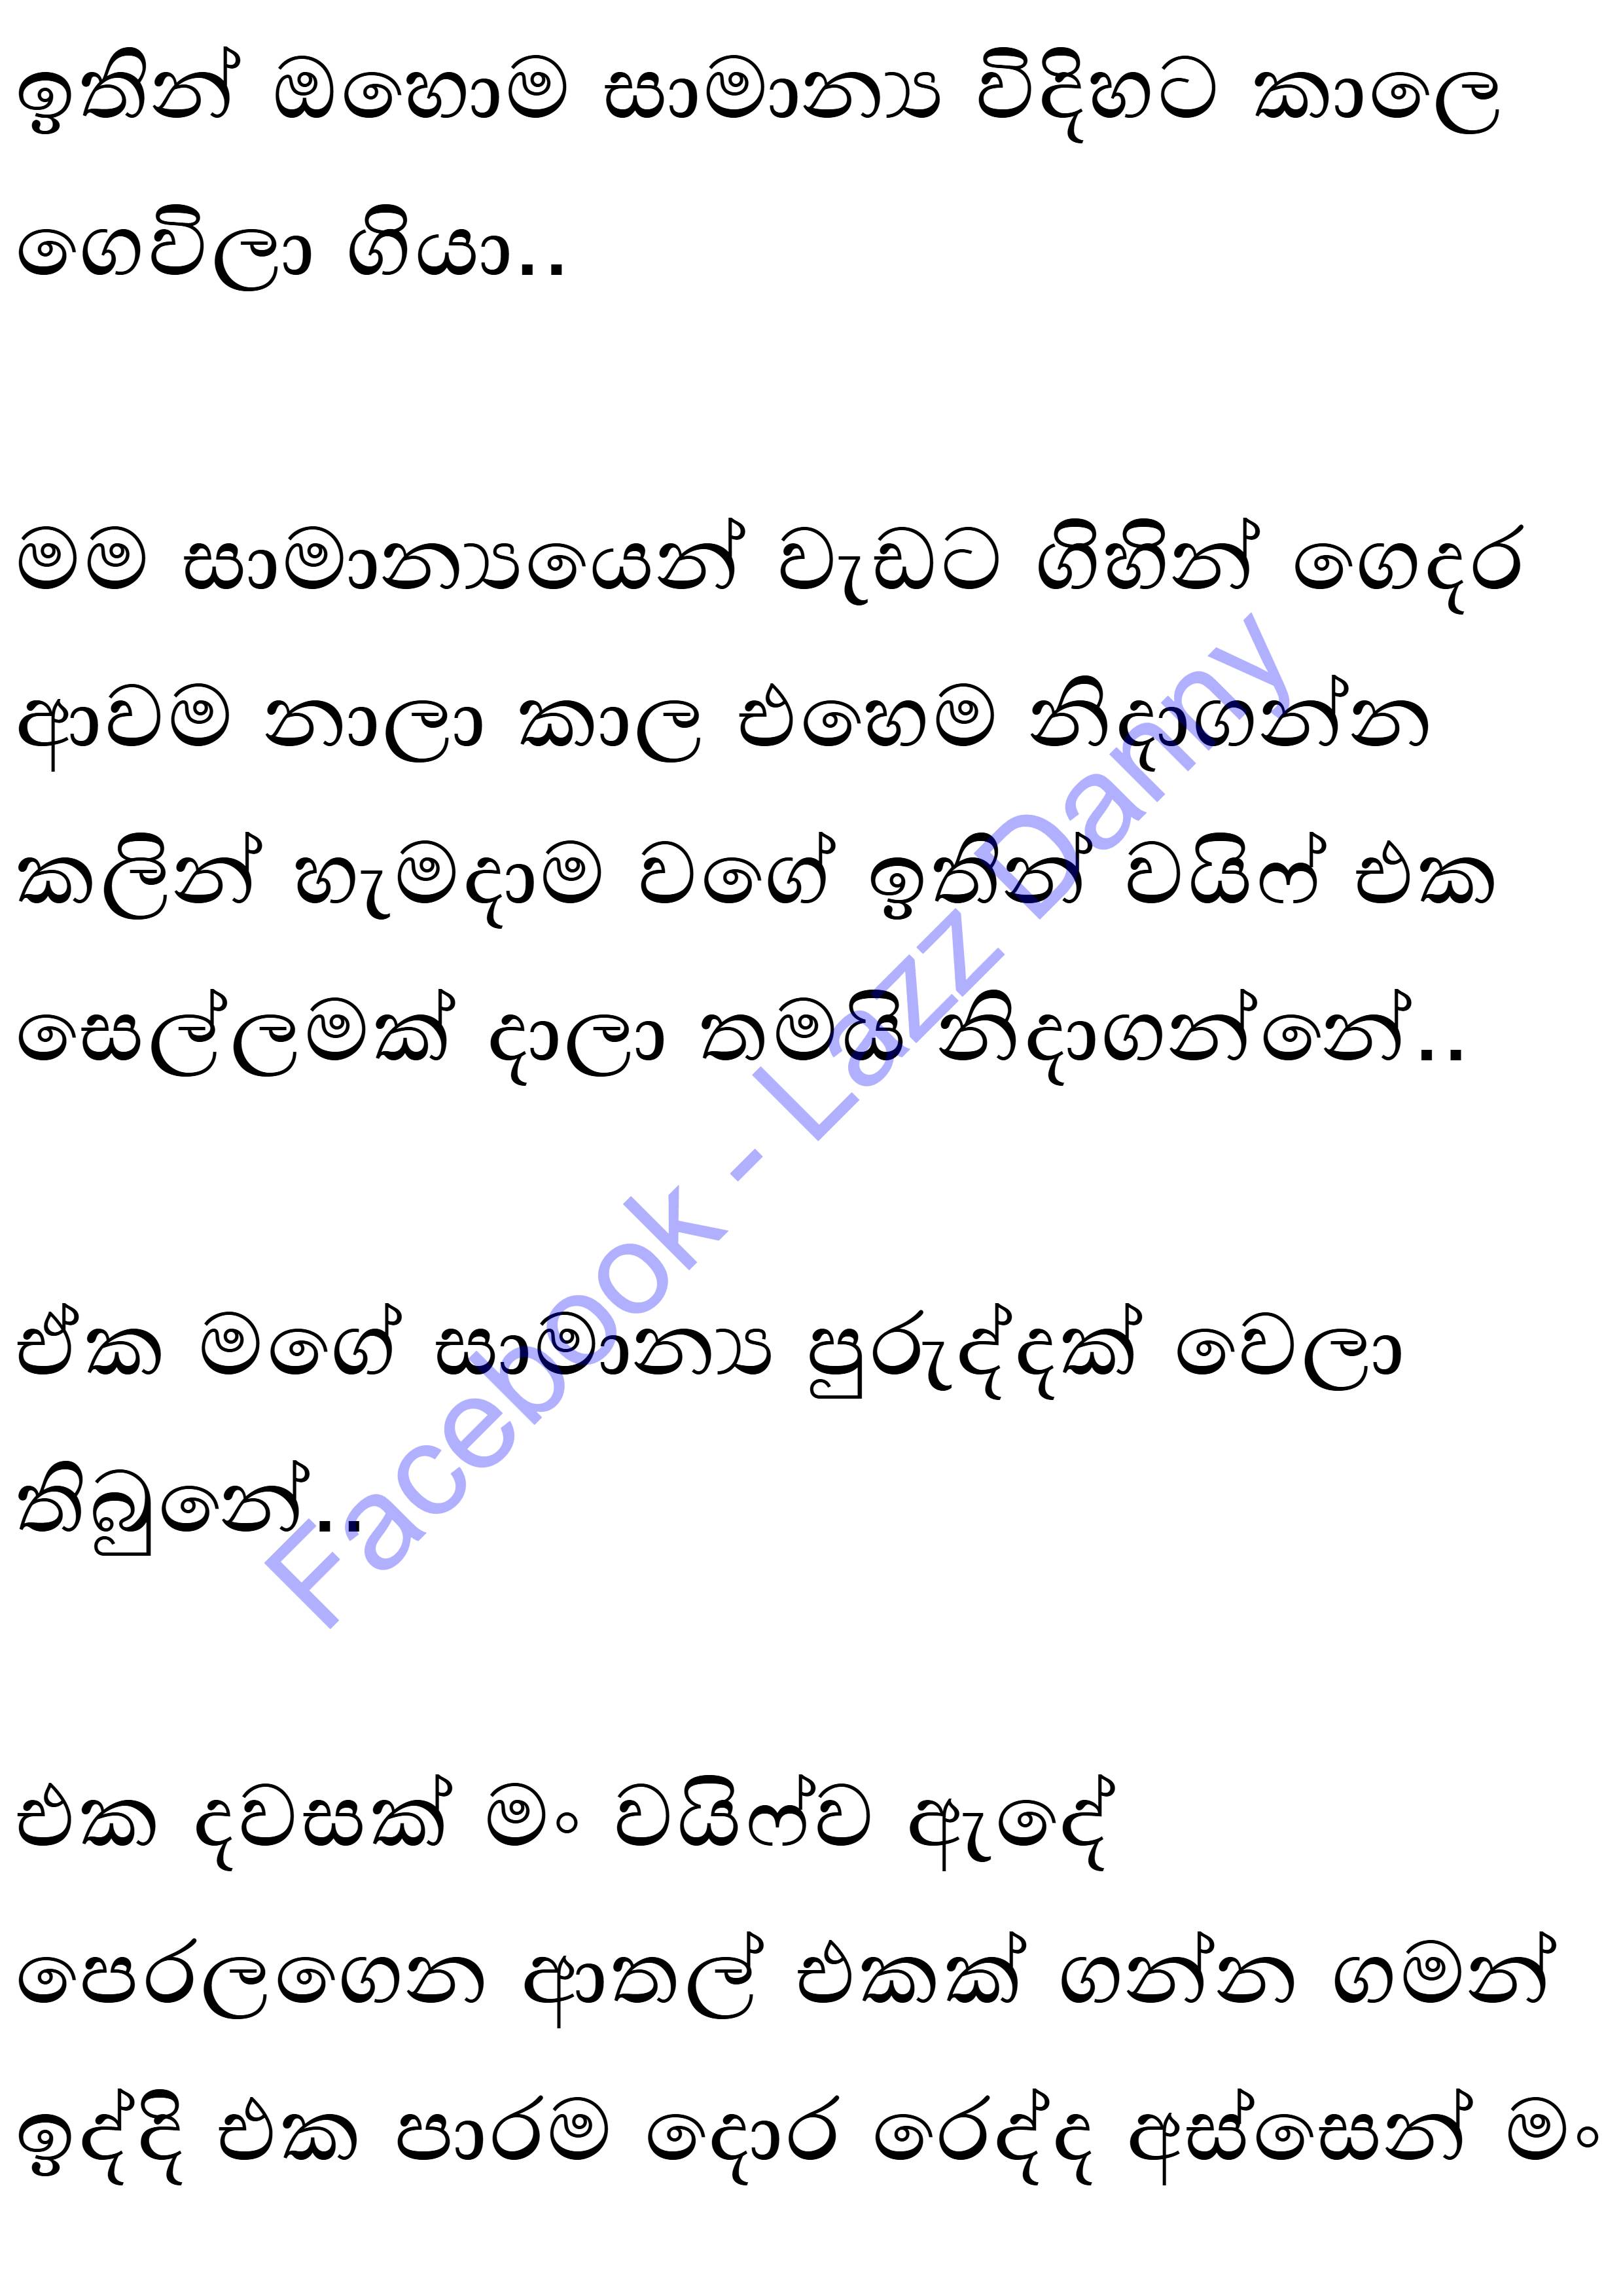 ඉතින් ඔහොම සාමාන්‍ය විදිහට කාලෙ
ගෙවිලා ගියා..
මම සාමාන්‍යයෙන් වැඩට ගිහින් ගෙදර
ආවම නාලා කාල එහෙම නිදාගන්න
කලින් හැමදාම වගේ ඉතින් වයිෆ් එක
සෙල්ලමක් දාලා තමයි නිදාගන්නේ..
ඒක මගේ සාමාන්‍ය පුරුද්දක් වෙලා
තිබුනේ..
එක දවසක් මං වයිෆ්ව ඇදේ
පෙරලගෙන ආතල් එකක් ගන්න ගමන්
ඉද්දි එක පාරම දොර රෙද්ද අස්සෙන් මං
Facebook - Lazz Danny